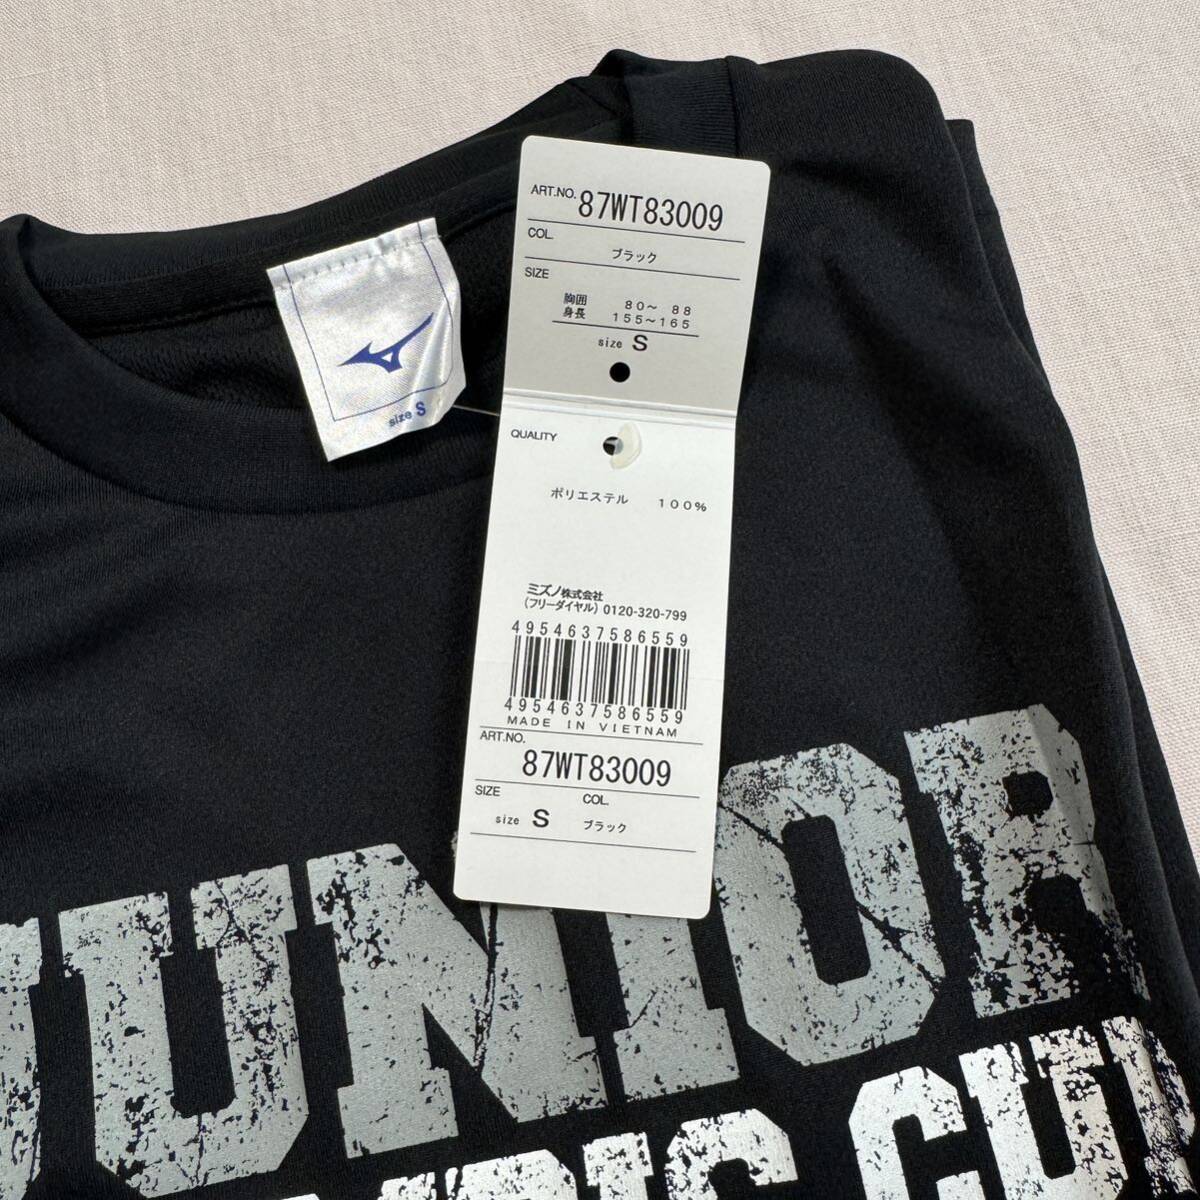 ART.NO. 87WT83009
COL.
ブラック
SIZE
胸囲 80～ 88
身長 155～165
size S
QUALITY
ポリエステル 100%
ミズノ株式会社
(フリーダイヤル) 0120-320-799
4954637586559
4954637586559
MADE IN VIETNAM
ART.NO.
87WT83009
SIZE COL.
size S ブラック
size S
JUNIOR
CUP